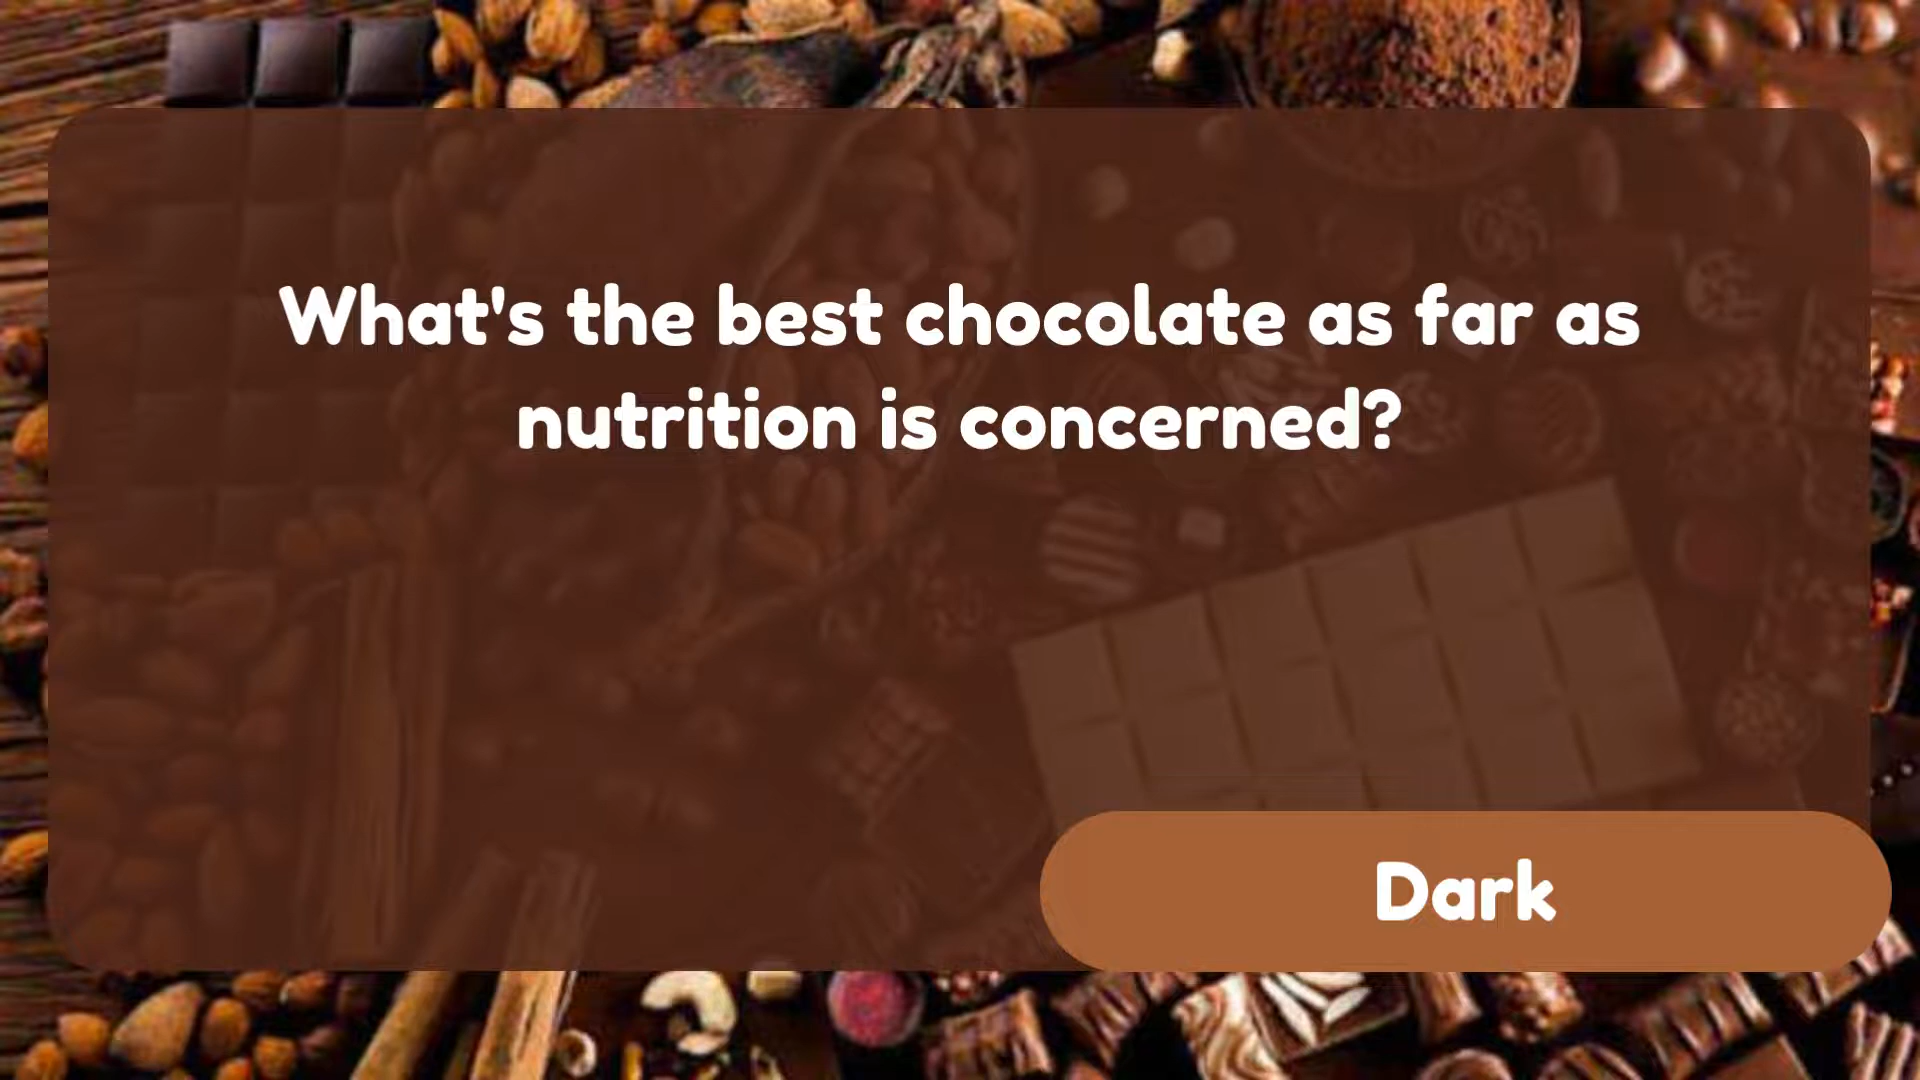 What's the best chocolate as far as
nutrition is concerned?
Dark